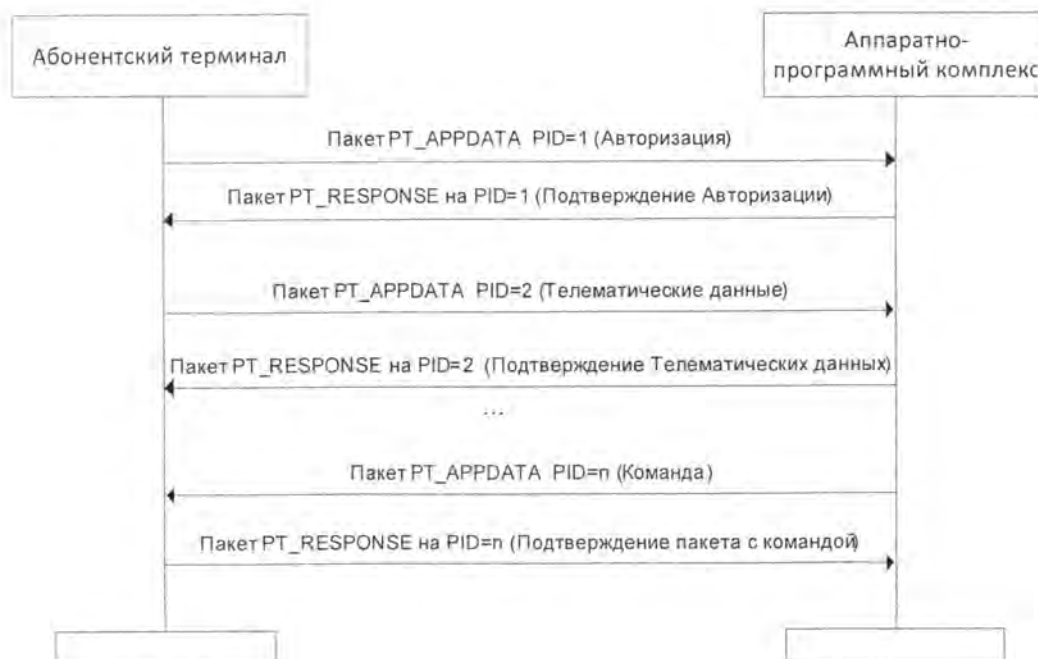 Абонентский терминал
Аппаратно-
программный комплекс
Пакет PT_APPDATA PID=1 (Авторизация)
Пакет PT_RESPONSE на PID=1 (Подтверждение Авторизации)
Пакет PT_APPDATA PID=2 (Телематические данные)
Пакет PT_RESPONSE на PID=2 (Подтверждение Телематических данных)
...
Пакет PT_APPDATA PID=n (Команда)
Пакет PT_RESPONSE на PID=n (Подтверждение пакета с командой)